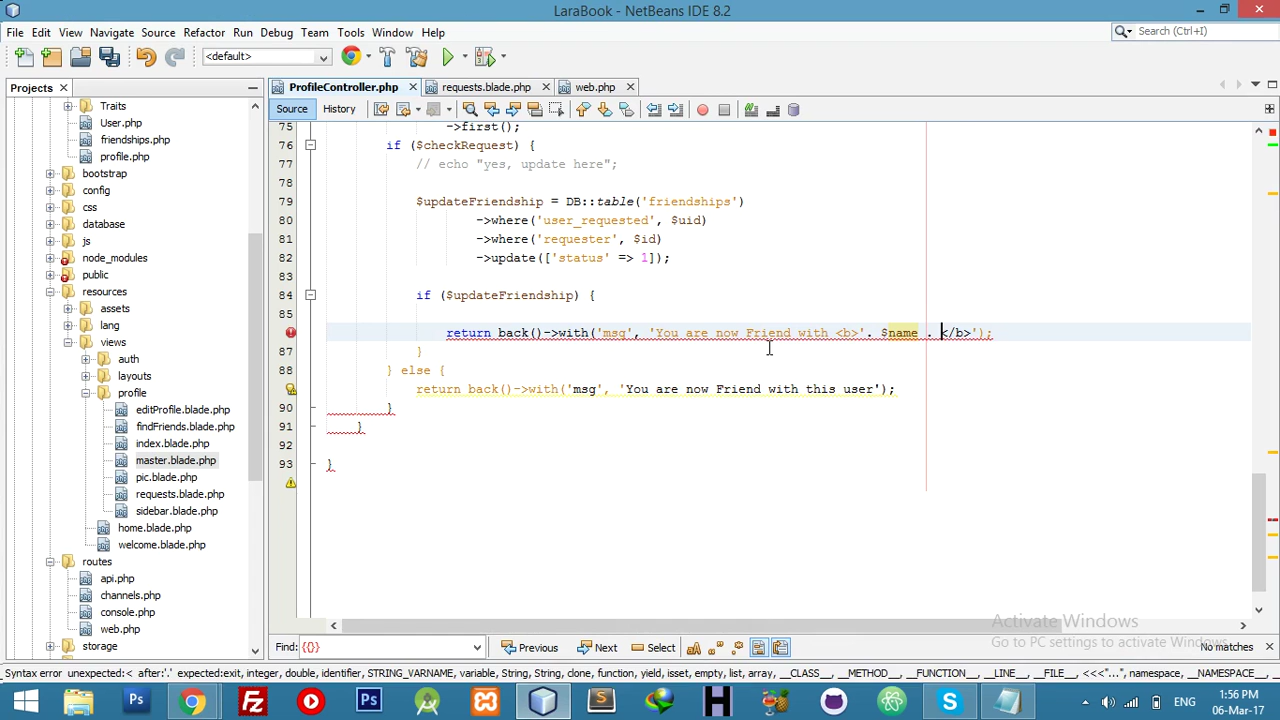 LaraBook - NetBeans IDE 8.2
File Edit View Navigate Source Refactor Run Debug Team Tools Window Help
Search (Ctrl+I)
<default>
Projects
ProfileController.php
requests.blade.php
web.php
Source
History
Traits
User.php
friendships.php
profile.php
bootstrap
config
css
database
js
node_modules
public
resources
assets
lang
views
auth
layouts
profile
editProfile.blade.php
findFriends.blade.php
index.blade.php
master.blade.php
pic.blade.php
requests.blade.php
sidebar.blade.php
home.blade.php
welcome.blade.php
routes
api.php
channels.php
console.php
web.php
storage
75 ->first();
76 if ($checkRequest) {
77 // echo "yes, update here";
78
79 $updateFriendship = DB::table('friendships')
80 ->where('user_requested', $uid)
81 ->where('requester', $id)
82 ->update(['status' => 1]);
83
84 if ($updateFriendship) {
85
return back()->with('msg', 'You are now Friend with <b>'. $name . </b>');
87 }
88 } else {
return back()->with('msg', 'You are now Friend with this user');
90 }
91 }
92
93 }
Activate Windows
Go to PC settings to activate Windows.
Find: {}
Previous
Next
Select
No matches
Syntax error unexpected:< after:'.' expected:exit, integer, double, identifier, STRING_VARNAME, variable, String, String, clone, function, yield, isset, empty, list, array, __CLASS__, __METHOD__, __FUNCTION__, __LINE__, __FILE__, <<<"...", namespace, __NAMESPACE__,
ENG
1:56 PM
06-Mar-17